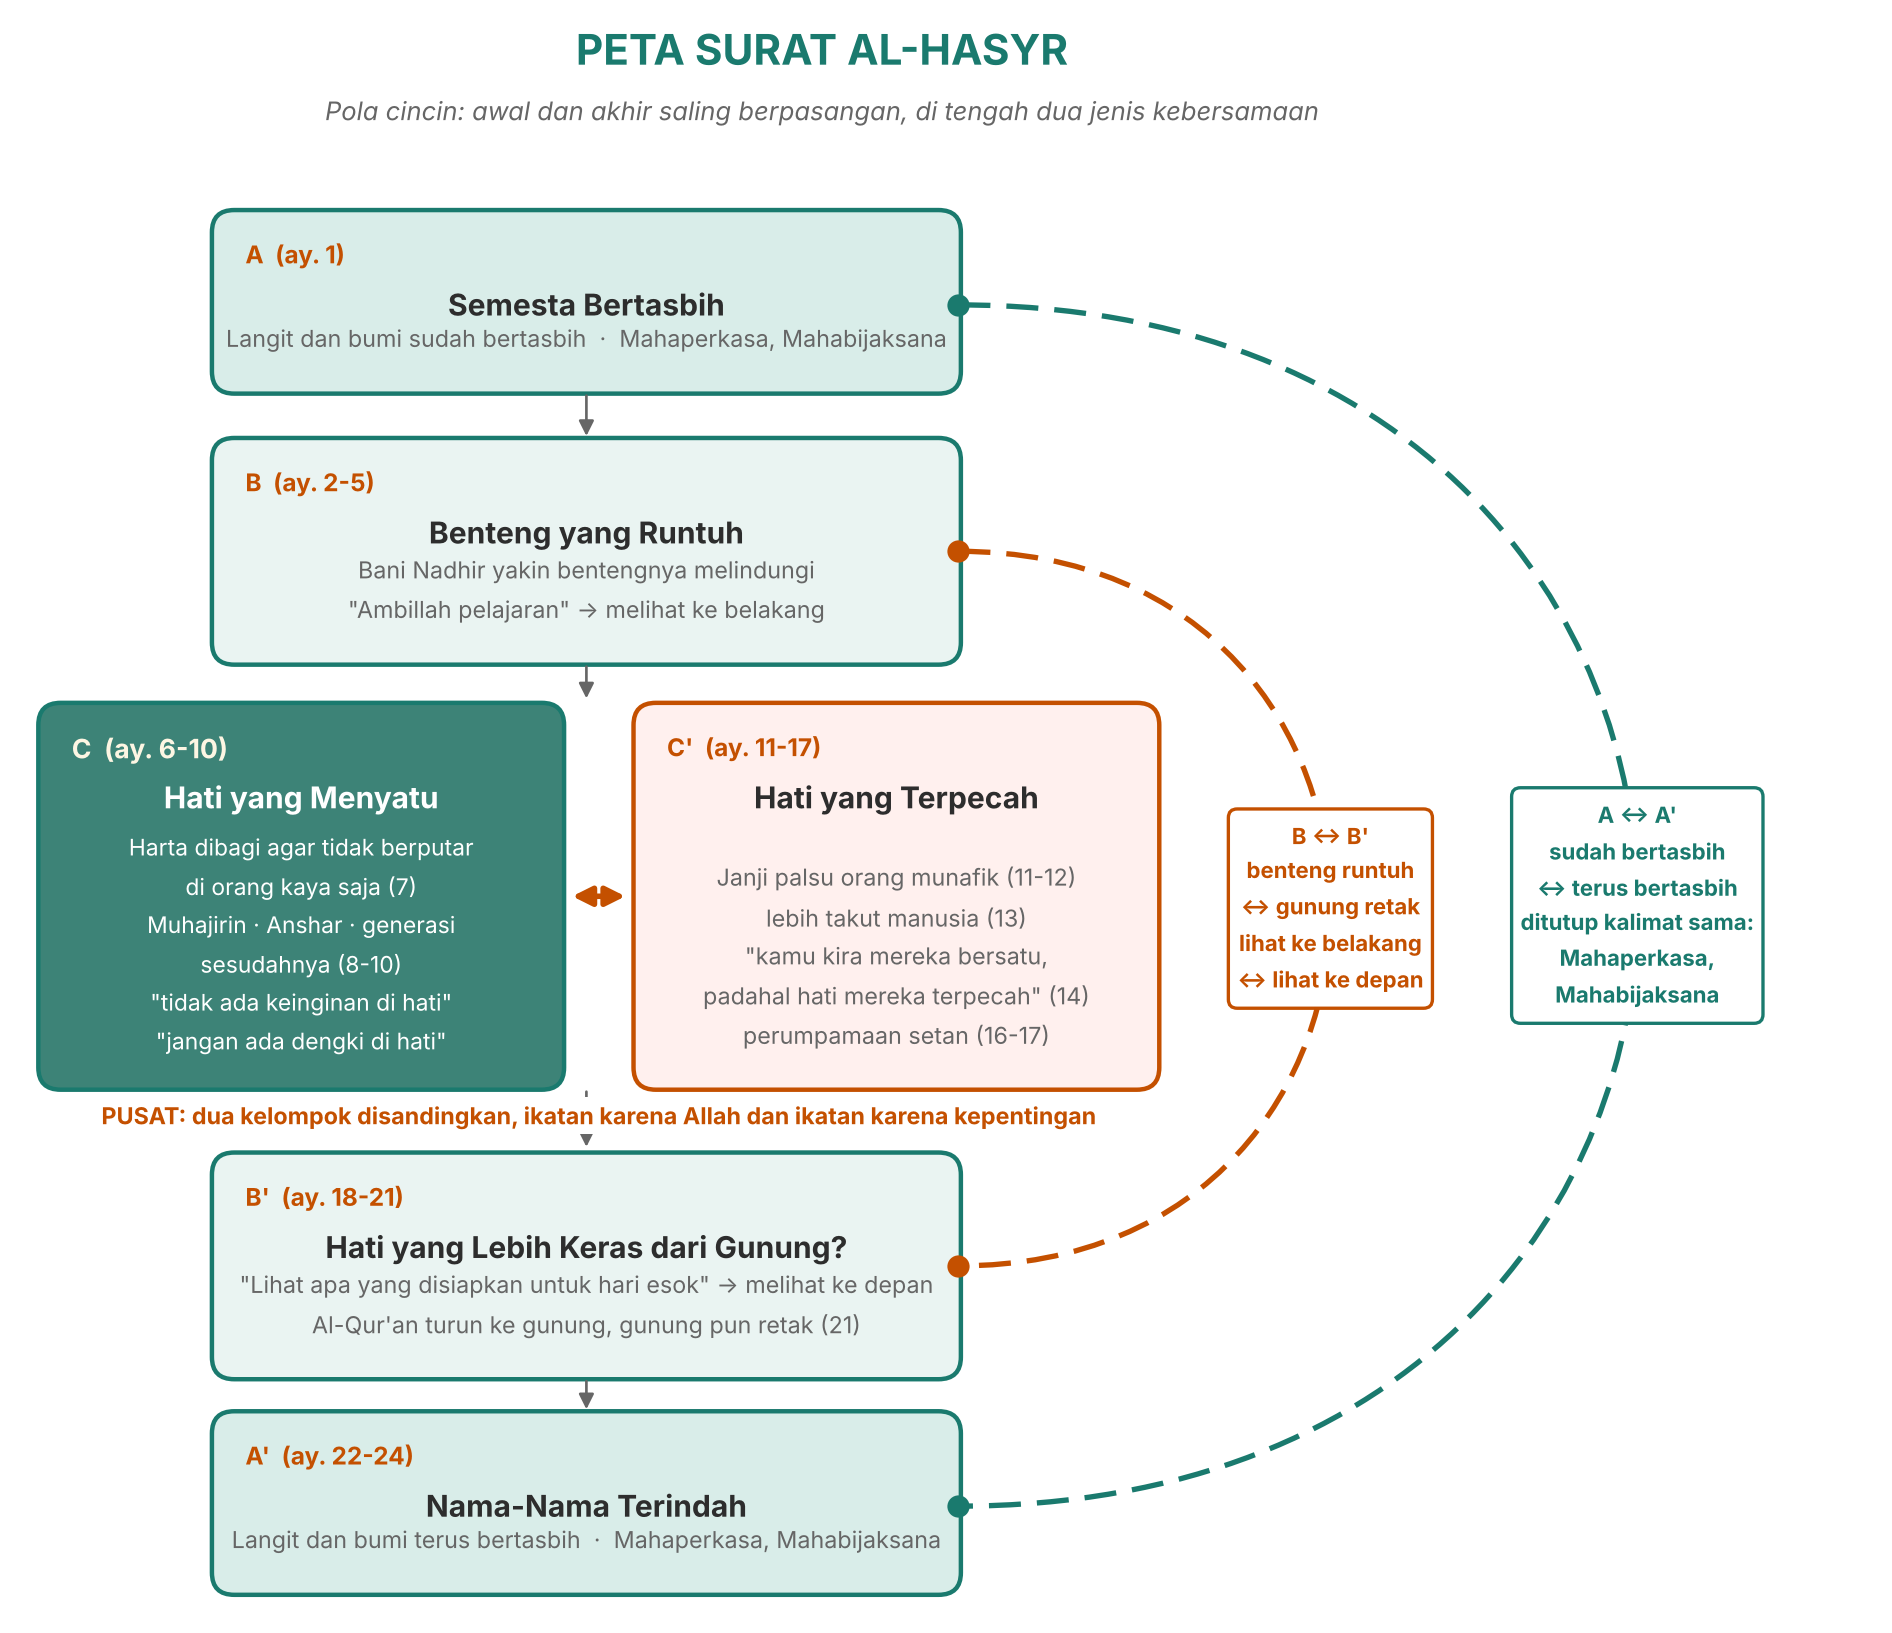 PETA SURAT AL-HASYR
Pola cincin: awal dan akhir saling berpasangan, di tengah dua jenis kebersamaan
A (ay. 1)
Semesta Bertasbih
Langit dan bumi sudah bertasbih · Mahaperkasa, Mahabijaksana
B (ay. 2-5)
Benteng yang Runtuh
Bani Nadhir yakin bentengnya melindungi
"Ambillah pelajaran" → melihat ke belakang
C (ay. 6-10)
Hati yang Menyatu
Harta dibagi agar tidak berputar
di orang kaya saja (7)
Muhajirin · Anshar · generasi
sesudahnya (8-10)
"tidak ada keinginan di hati"
"jangan ada dengki di hati"
C' (ay. 11-17)
Hati yang Terpecah
Janji palsu orang munafik (11-12)
lebih takut manusia (13)
"kamu kira mereka bersatu,
padahal hati mereka terpecah" (14)
perumpamaan setan (16-17)
B ↔ B'
benteng runtuh
↔ gunung retak
lihat ke belakang
↔ lihat ke depan
A ↔ A'
sudah bertasbih
↔ terus bertasbih
ditutup kalimat sama:
Mahaperkasa,
Mahabijaksana
PUSAT: dua kelompok disandingkan, ikatan karena Allah dan ikatan karena kepentingan
B' (ay. 18-21)
Hati yang Lebih Keras dari Gunung?
"Lihat apa yang disiapkan untuk hari esok" → melihat ke depan
Al-Qur'an turun ke gunung, gunung pun retak (21)
A' (ay. 22-24)
Nama-Nama Terindah
Langit dan bumi terus bertasbih · Mahaperkasa, Mahabijaksana